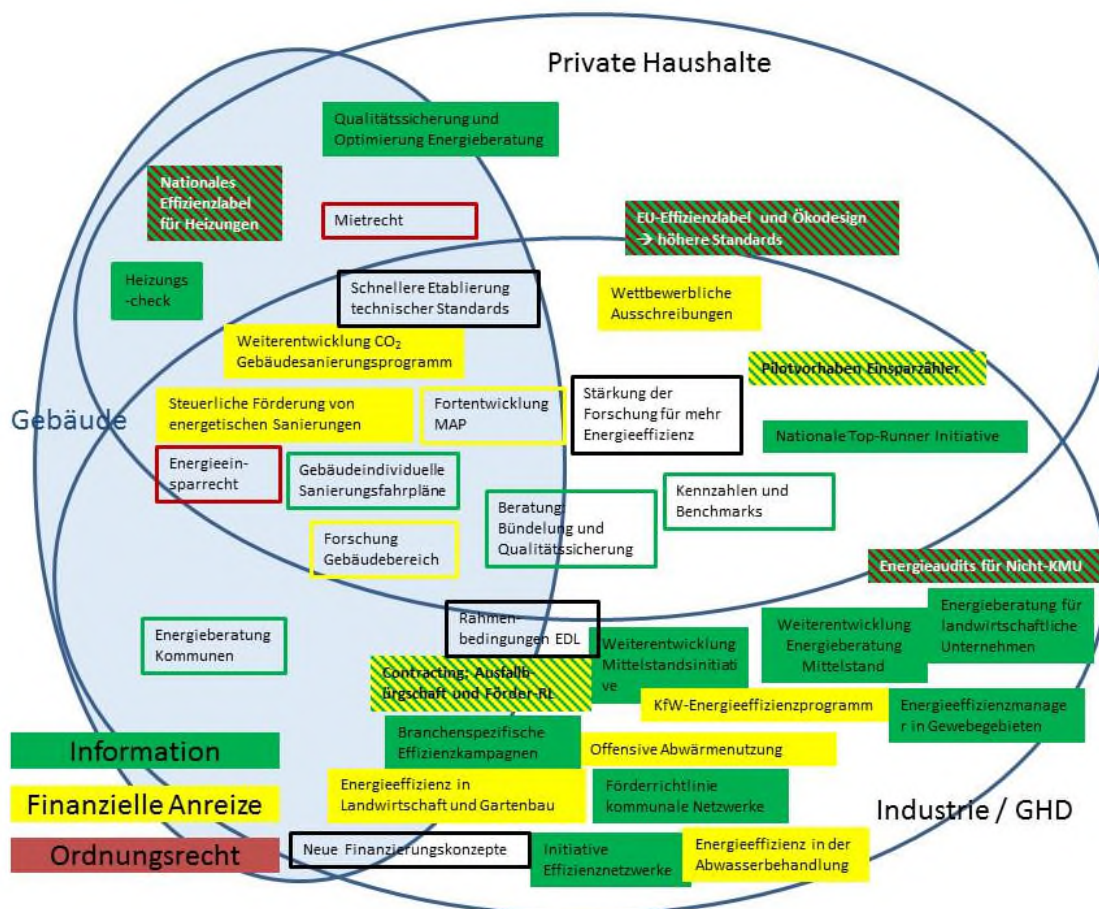 Private Haushalte
Qualitätssicherung und
Optimierung Energieberatung
Nationales
Effizienzlabel
für Heizungen
Mietrecht
EU-Effizienzlabel und Ökodesign
→ höhere Standards
Heizungs
-check
Schnellere Etablierung
technischer Standards
Wettbewerbliche
Ausschreibungen
Weiterentwicklung CO₂
Gebäudesanierungsprogramm
Pilotvorhaben Einsparzähler
Gebäude
Steuerliche Förderung von
energetischen Sanierungen
Fortentwicklung
MAP
Stärkung der
Forschung für mehr
Energieeffizienz
Nationale Top-Runner Initiative
Energieein-
sparrecht
Gebäudeindividuelle
Sanierungsfahrpläne
Beratung:
Bündelung und
Qualitätssicherung
Kennzahlen und
Benchmarks
Forschung
Gebäudebereich
Energieaudits für Nicht-KMU
Energieberatung
Kommunen
Rahmen-
bedingungen EDL
Weiterentwicklung
Mittelstandsinitiati
ve
Weiterentwicklung
Energieberatung
Mittelstand
Energieberatung für
landwirtschaftliche
Unternehmen
Contracting; Ausfallb-
ürgschaft und Förder-RL
KfW-Energieeffizienzprogramm
Energieeffizienzmanage
r in Gewebegebieten
Branchenspezifische
Effizienzkampagnen
Offensive Abwärmenutzung
Information
Energieeffizienz in
Landwirtschaft und Gartenbau
Förderrichtlinie
kommunale Netzwerke
Finanzielle Anreize
Industrie / GHD
Ordnungsrecht
Neue Finanzierungskonzepte
Initiative
Effizienznetzwerke
Energieeffizienz in der
Abwasserbehandlung